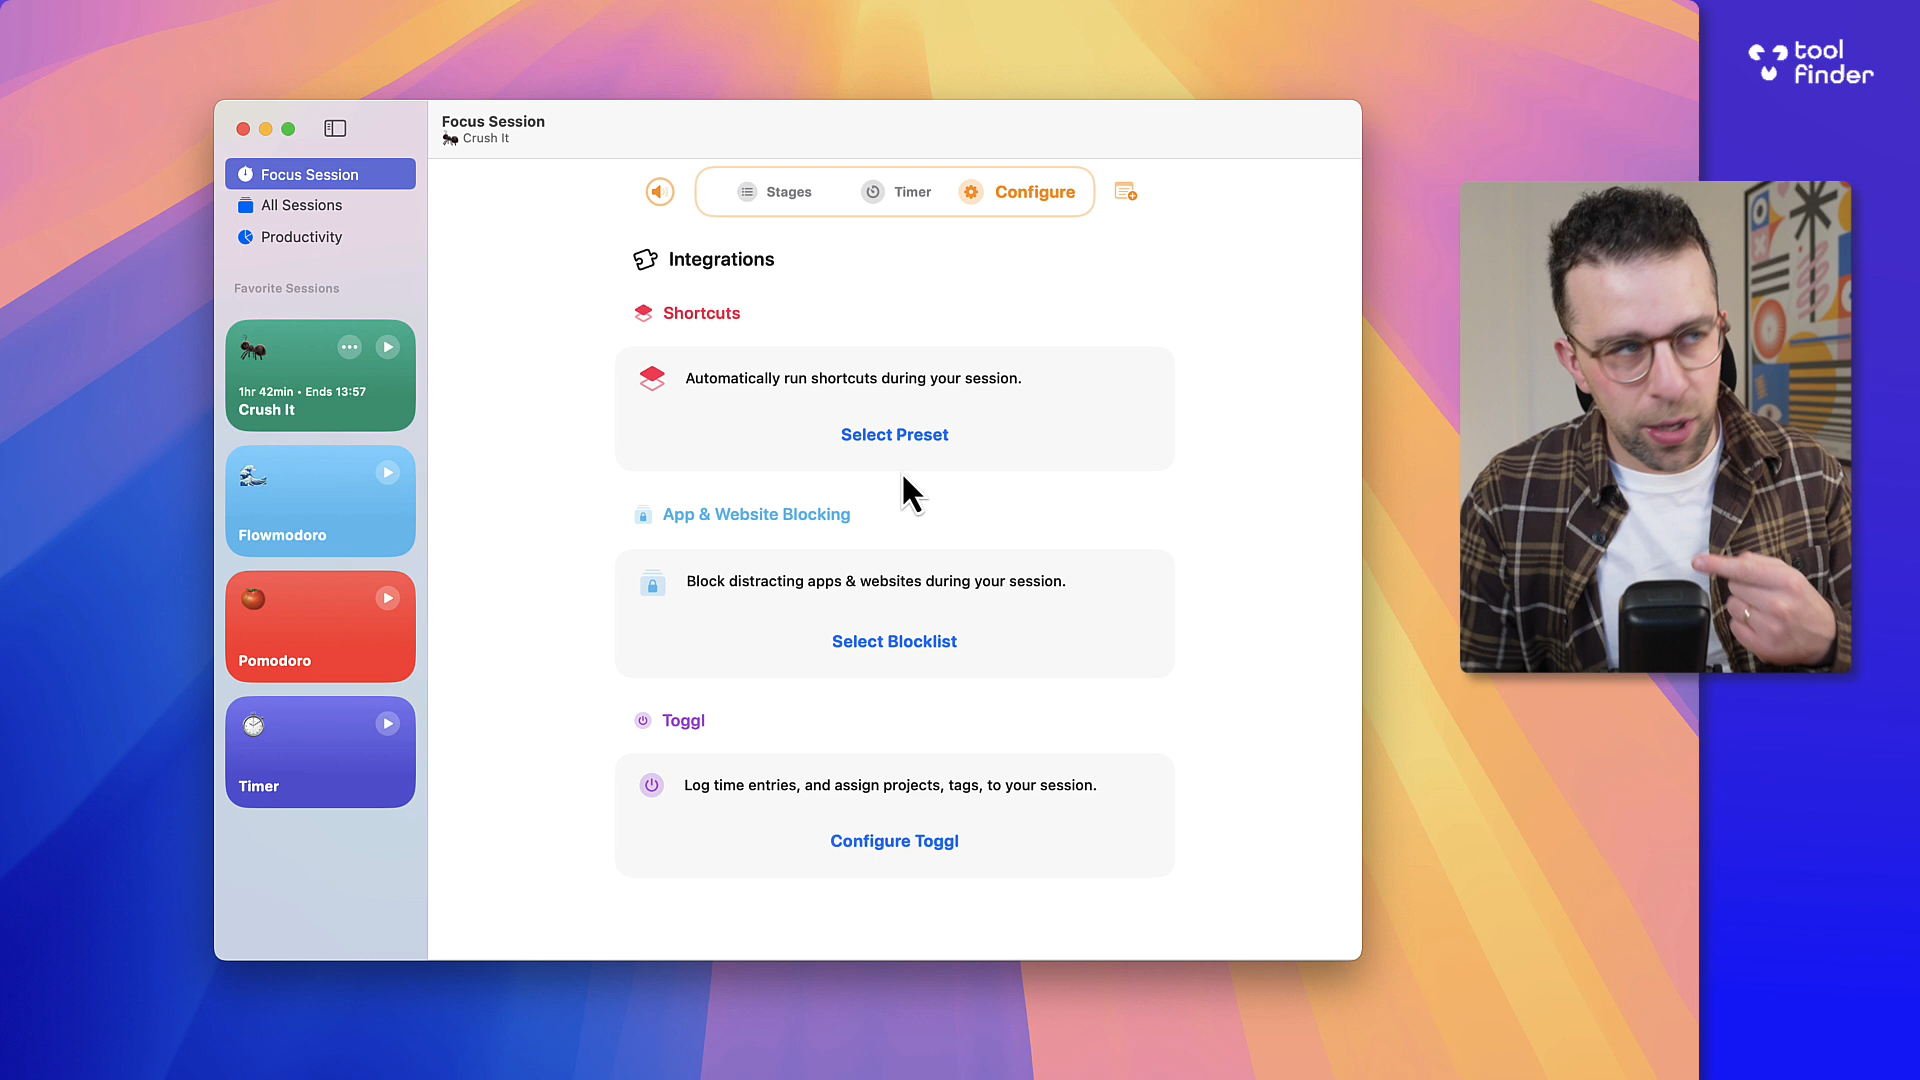 tool
finder
Focus Session
Crush It
Focus Session
All Sessions
Productivity
Favorite Sessions
1hr 42min • Ends 13:57
Crush It
Flowmodoro
Pomodoro
Timer
Stages
Timer
Configure
Integrations
Shortcuts
Automatically run shortcuts during your session.
Select Preset
App & Website Blocking
Block distracting apps & websites during your session.
Select Blocklist
Toggl
Log time entries, and assign projects, tags, to your session.
Configure Toggl